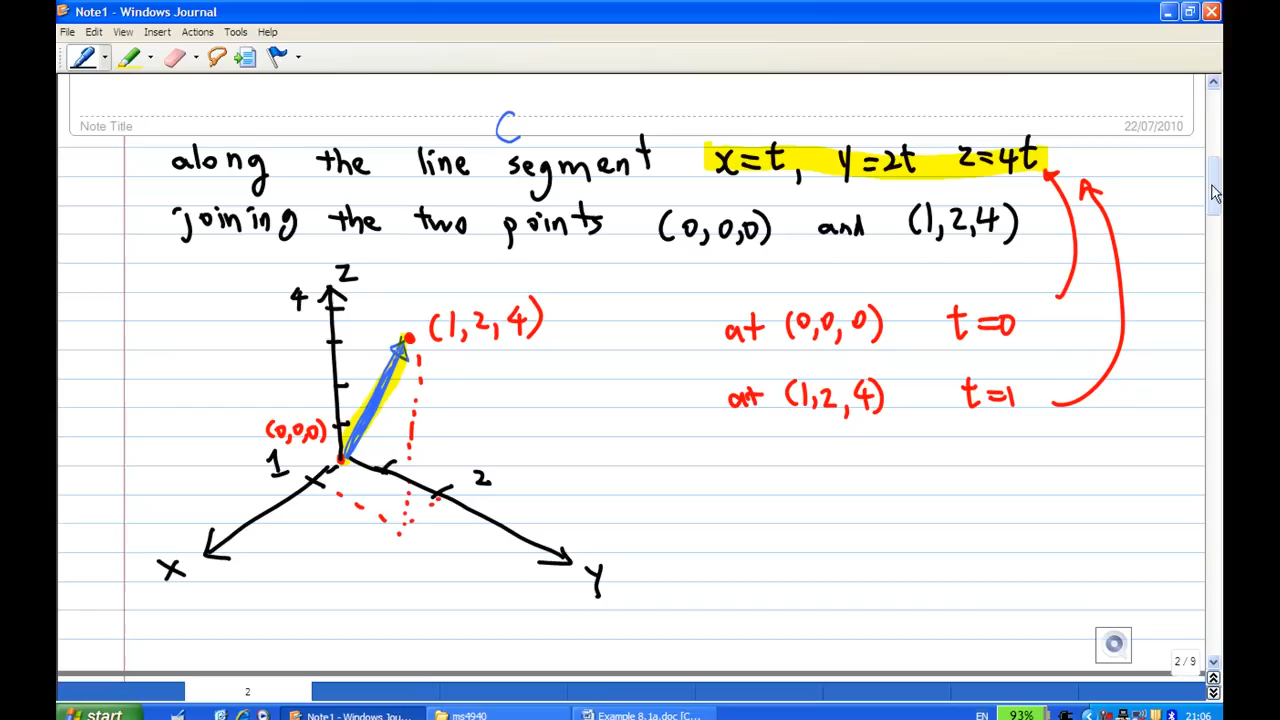 Note1 - Windows Journal
File Edit View Insert Actions Tools Help
Note Title
22/07/2010
C
along the line segment x=t, y=2t z=4t
joining the two points (0,0,0) and (1,2,4)
z
4
(1,2,4)
at (0,0,0) t=0
at (1,2,4) t=1
(0,0,0)
1
2
X
Y
2 / 9
2
start
Note1 - Windows Jour...
ms4940
Example 8.1a.doc [C...
EN
93%
21:06